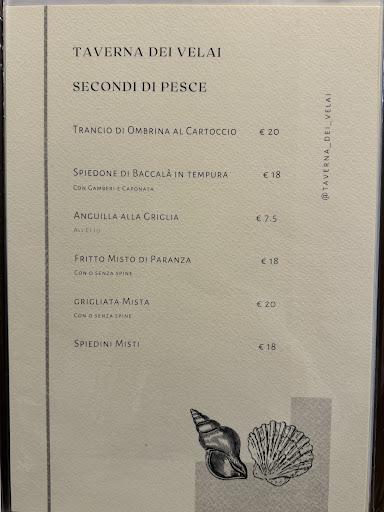 TAVERNA DEI VELAI
SECONDI DI PESCE
TRANCIO DI OMBRINA AL CARTOCCIO € 20
SPIEDONE DI BACCALÀ IN TEMPURA € 18
CON GAMBERI E CAPONATA
ANGUILLA ALLA GRIGLIA € 7.5
ALL'ETTO
FRITTO MISTO DI PARANZA € 18
CON O SENZA SPINE
GRIGLIATA MISTA € 20
CON O SENZA SPINE
SPIEDINI MISTI € 18
@TAVERNA_DEI_VELAI